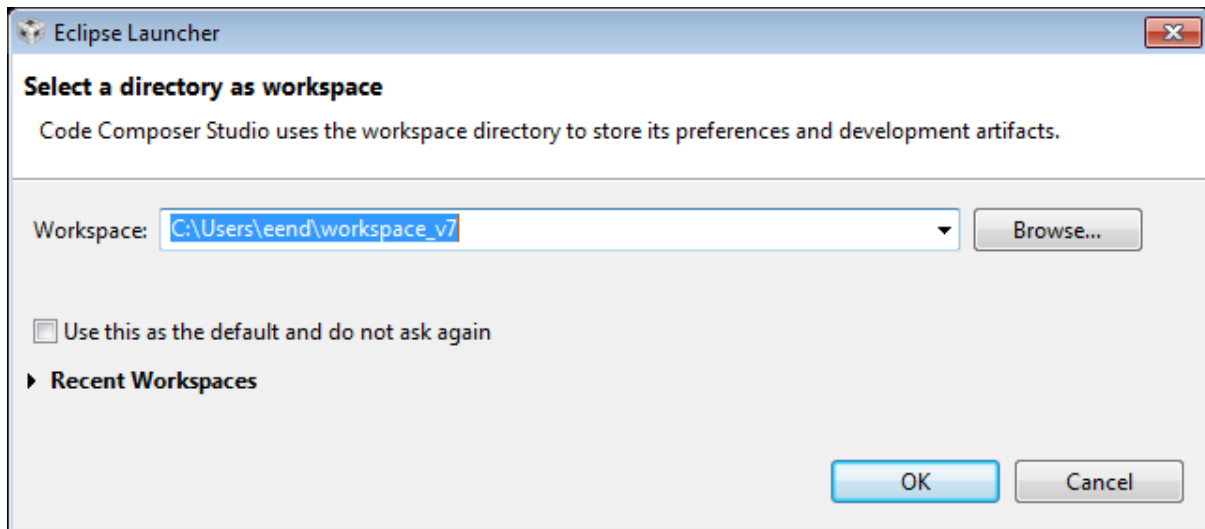 Eclipse Launcher
Select a directory as workspace
Code Composer Studio uses the workspace directory to store its preferences and development artifacts.
Workspace: C:\Users\eend\workspace_v7 Browse...
Use this as the default and do not ask again
Recent Workspaces
OK Cancel